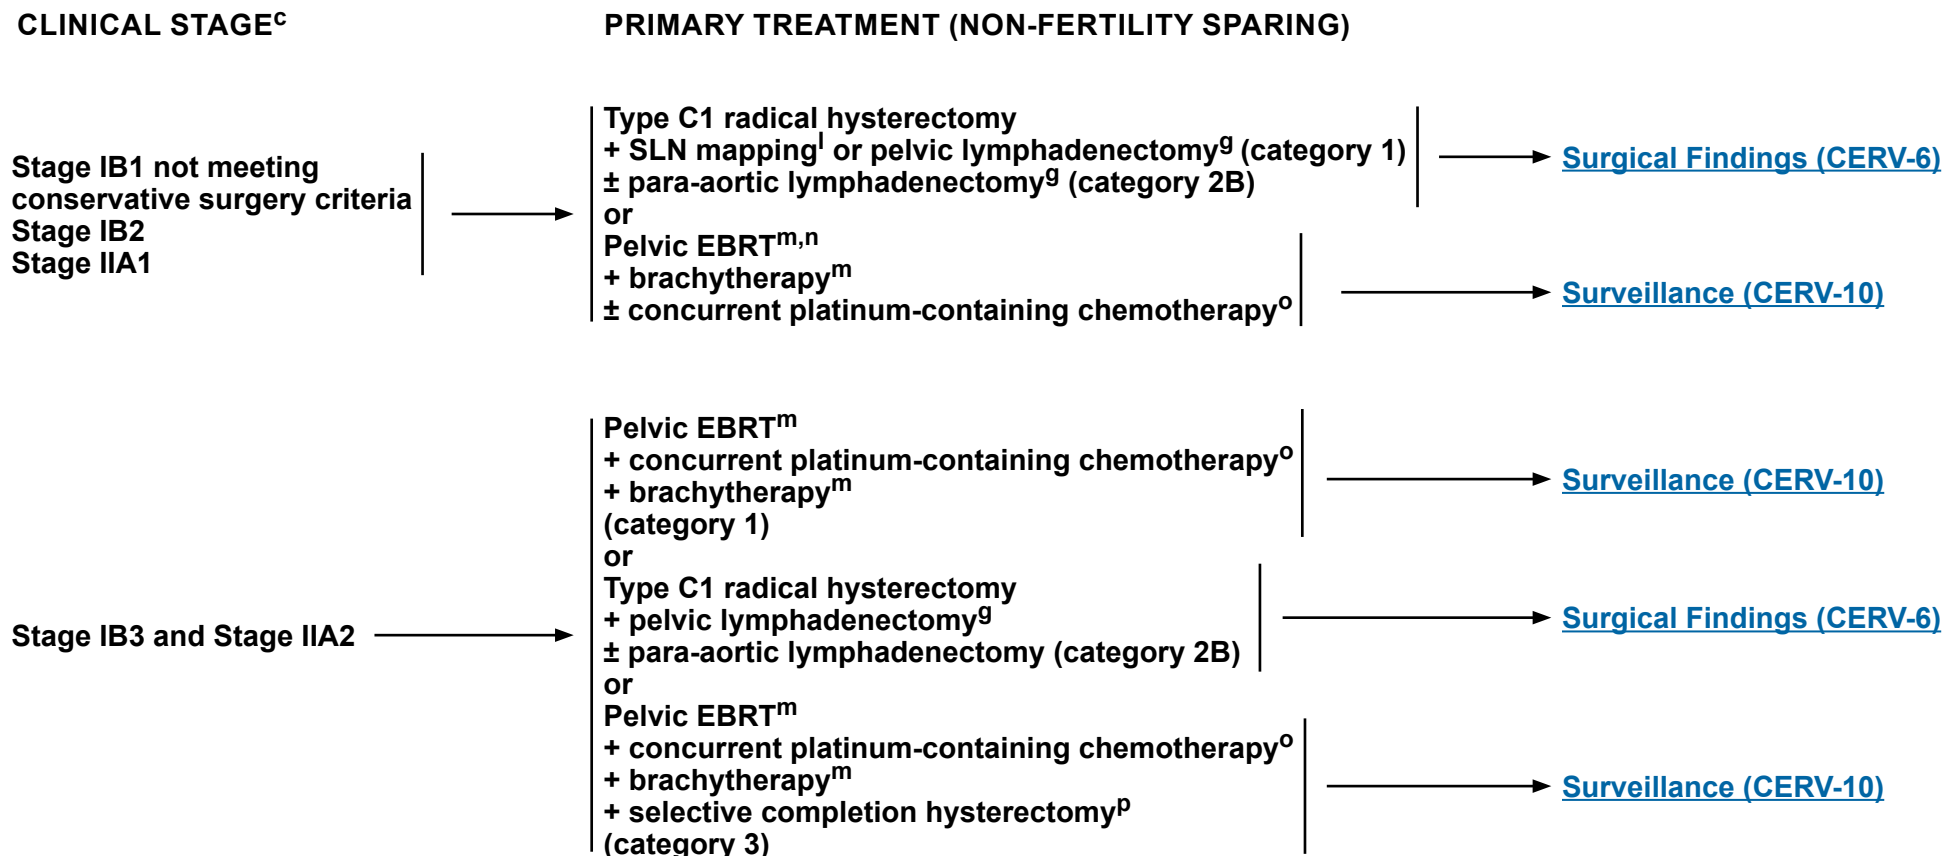 CLINICAL STAGEc
PRIMARY TREATMENT (NON-FERTILITY SPARING)
Stage IB1 not meeting
conservative surgery criteria
Stage IB2
Stage IIA1
Type C1 radical hysterectomy
+ SLN mappingl or pelvic lymphadenectomyg (category 1)
± para-aortic lymphadenectomyg (category 2B)
or
Pelvic EBRTm,n
+ brachytherapym
± concurrent platinum-containing chemotherapyo
Surgical Findings (CERV-6)
Surveillance (CERV-10)
Stage IB3 and Stage IIA2
Pelvic EBRTm
+ concurrent platinum-containing chemotherapyo
+ brachytherapym
(category 1)
or
Type C1 radical hysterectomy
+ pelvic lymphadenectomyg
± para-aortic lymphadenectomy (category 2B)
or
Pelvic EBRTm
+ concurrent platinum-containing chemotherapyo
+ brachytherapym
+ selective completion hysterectomyp
(category 3)
Surveillance (CERV-10)
Surgical Findings (CERV-6)
Surveillance (CERV-10)